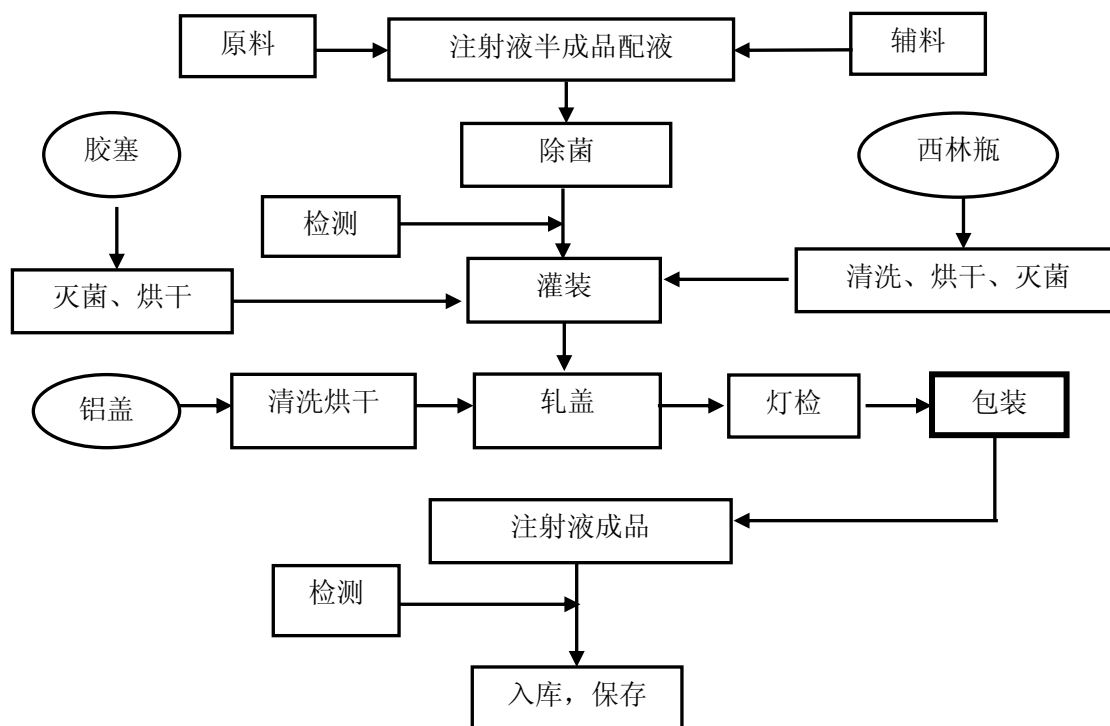 原料
注射液半成品配液
辅料
胶塞
除菌
西林瓶
检测
灭菌、烘干
灌装
清洗、烘干、灭菌
铝盖
清洗烘干
轧盖
灯检
包装
注射液成品
检测
入库，保存